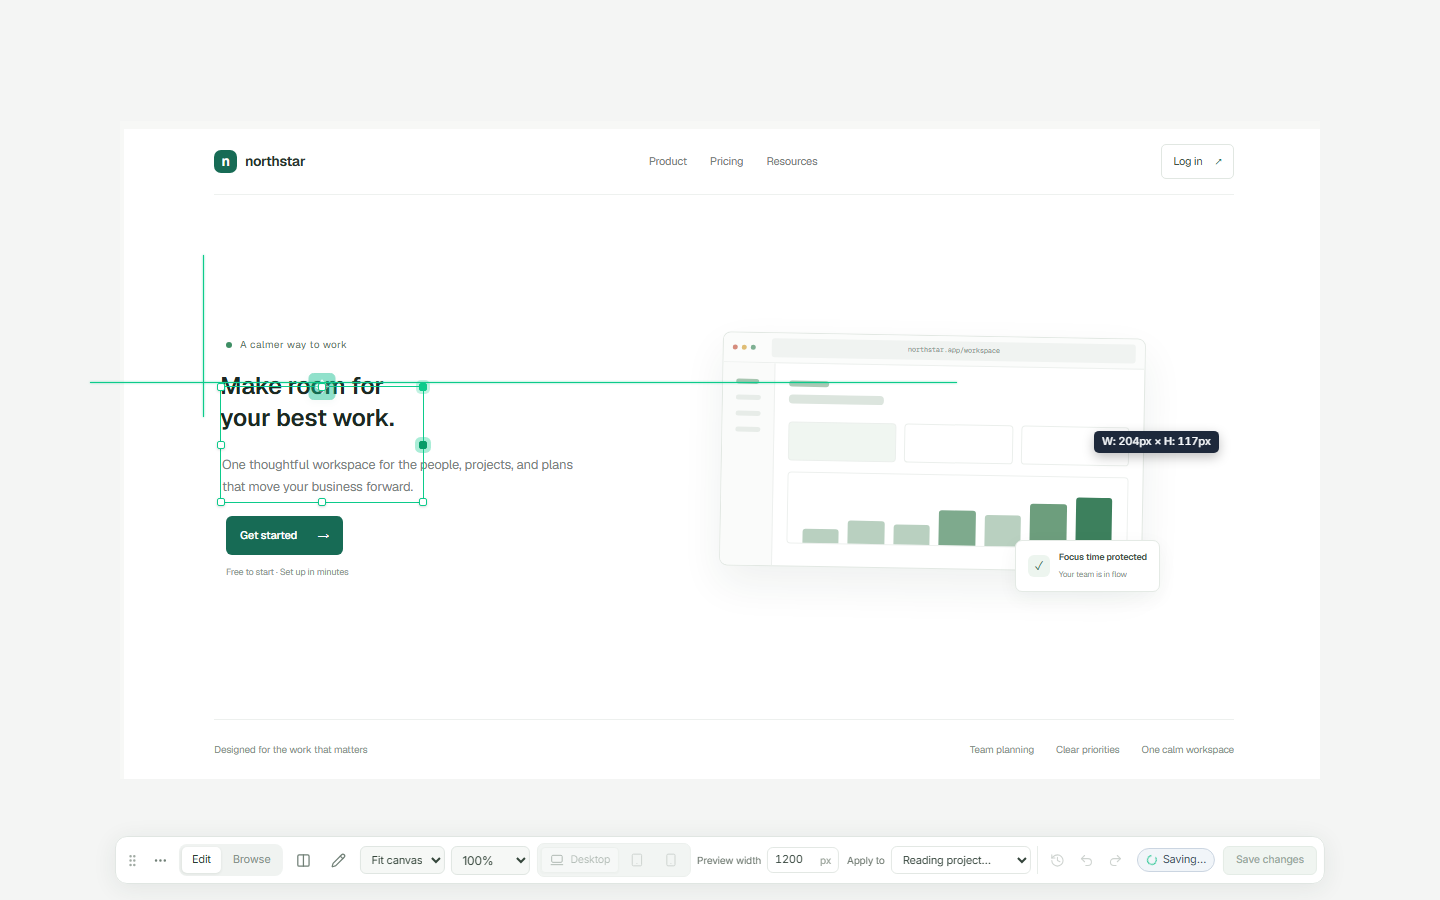 n northstar
Product Pricing Resources
Log in ↗
A calmer way to work
Make room for
your best work.
One thoughtful workspace for the people, projects, and plans
that move your business forward.
Get started →
Free to start · Set up in minutes
northstar.app/workspace
W: 204px × H: 117px
✓ Focus time protected
Your team is in flow
Designed for the work that matters
Team planning Clear priorities One calm workspace
Edit Browse Fit canvas 100% Desktop Preview width 1200 px Apply to Reading project... Saving... Save changes